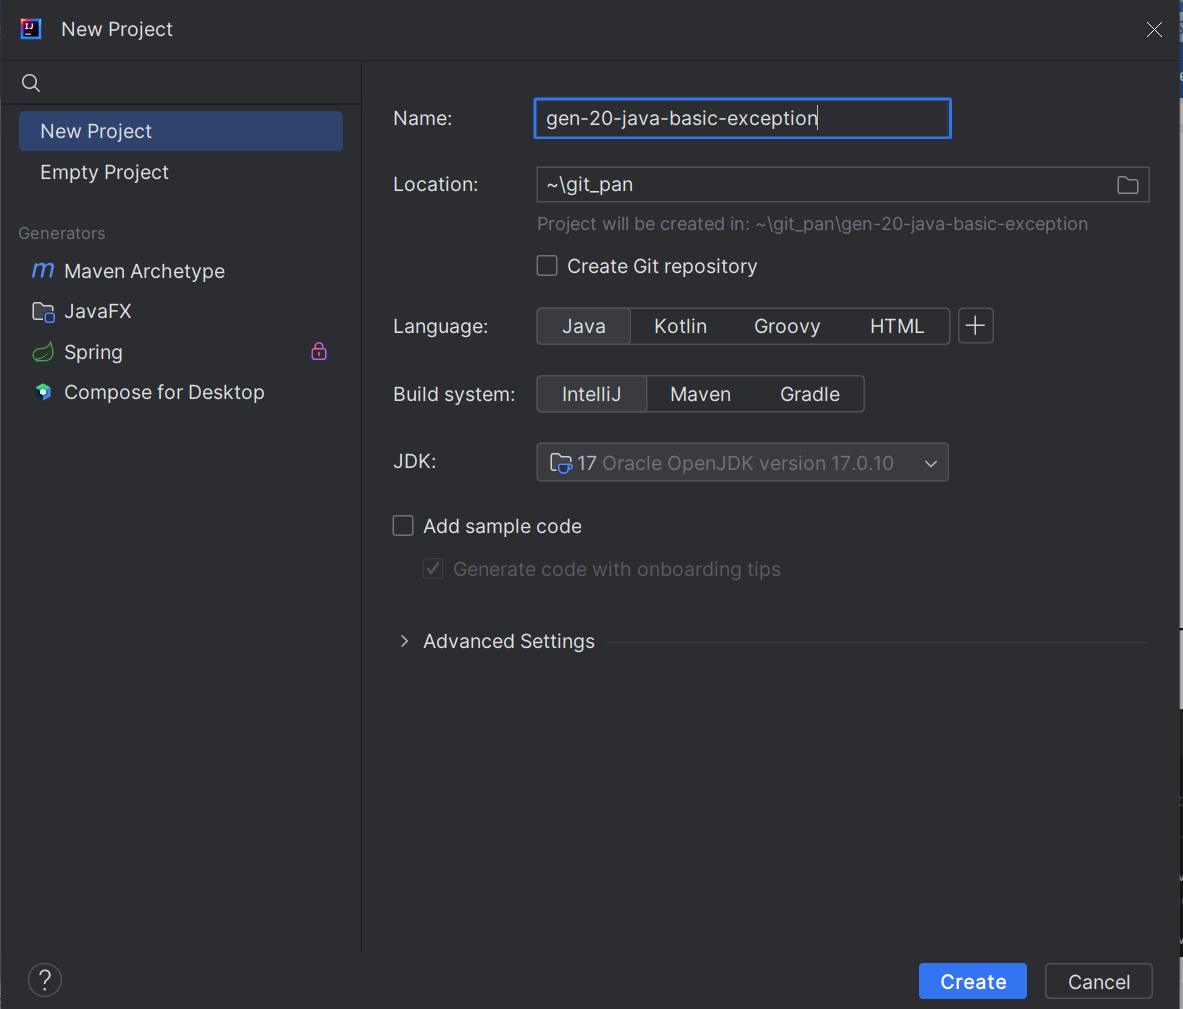 New Project
New Project
Empty Project
Generators
Maven Archetype
JavaFX
Spring
Compose for Desktop
Name: gen-20-java-basic-exception
Location: ~\git_pan
Project will be created in: ~\git_pan\gen-20-java-basic-exception
Create Git repository
Language: Java Kotlin Groovy HTML
Build system: IntelliJ Maven Gradle
JDK: 17 Oracle OpenJDK version 17.0.10
Add sample code
Generate code with onboarding tips
Advanced Settings
? Create Cancel